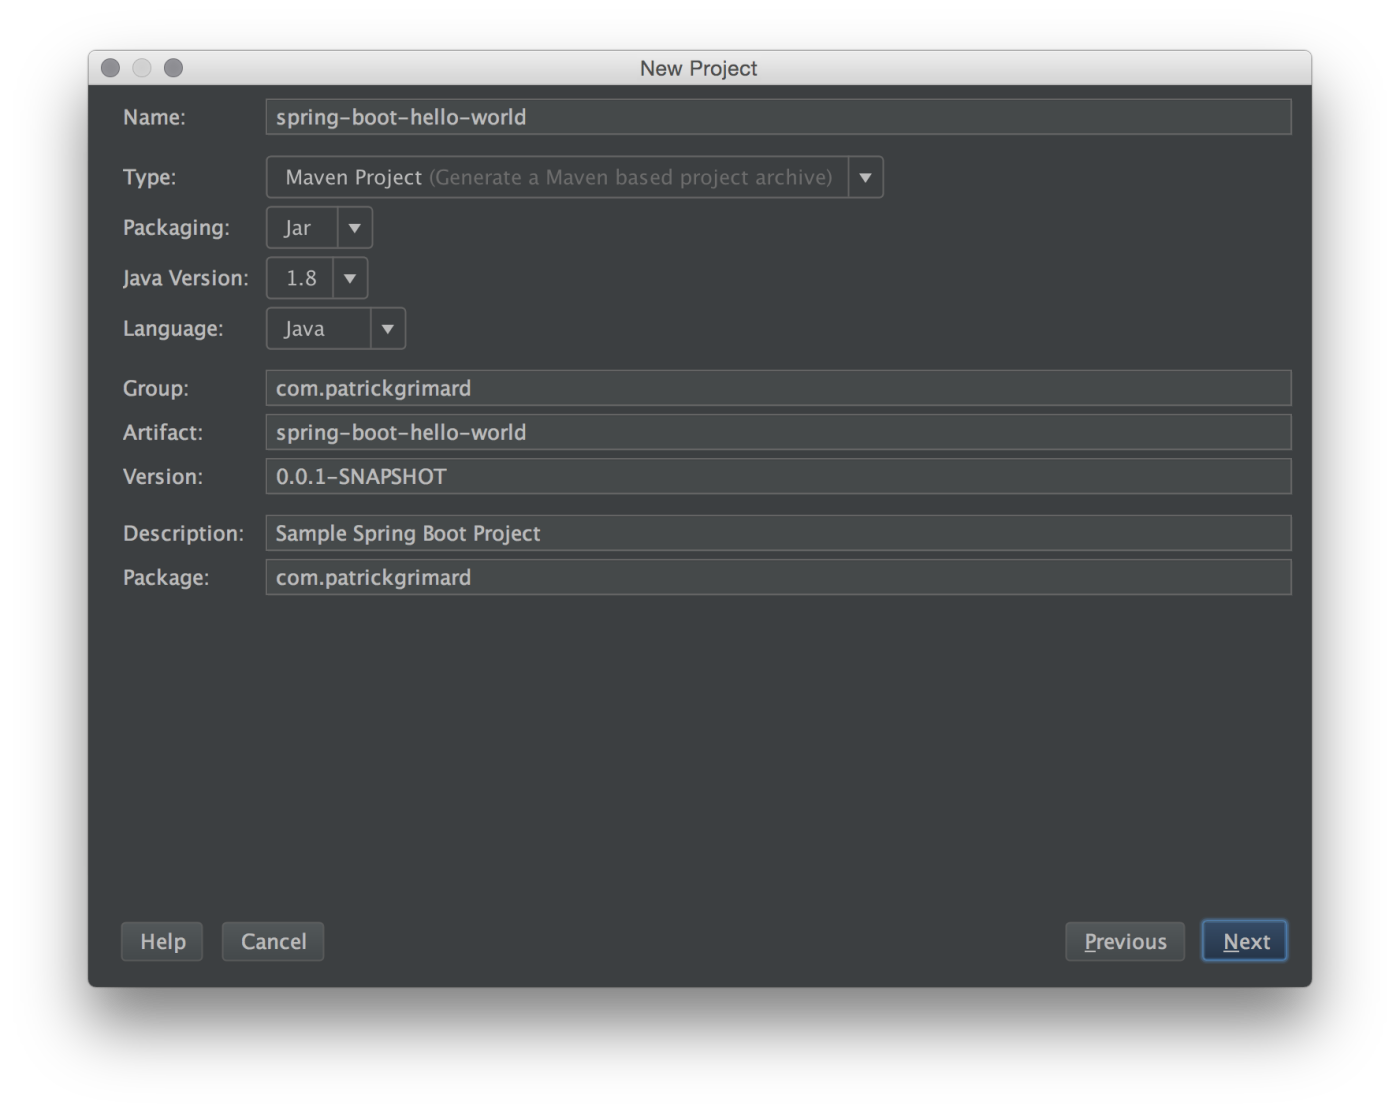 New Project
Name: spring-boot-hello-world
Type: Maven Project (Generate a Maven based project archive)
Packaging: Jar
Java Version: 1.8
Language: Java
Group: com.patrickgrimard
Artifact: spring-boot-hello-world
Version: 0.0.1-SNAPSHOT
Description: Sample Spring Boot Project
Package: com.patrickgrimard
Help Cancel Previous Next